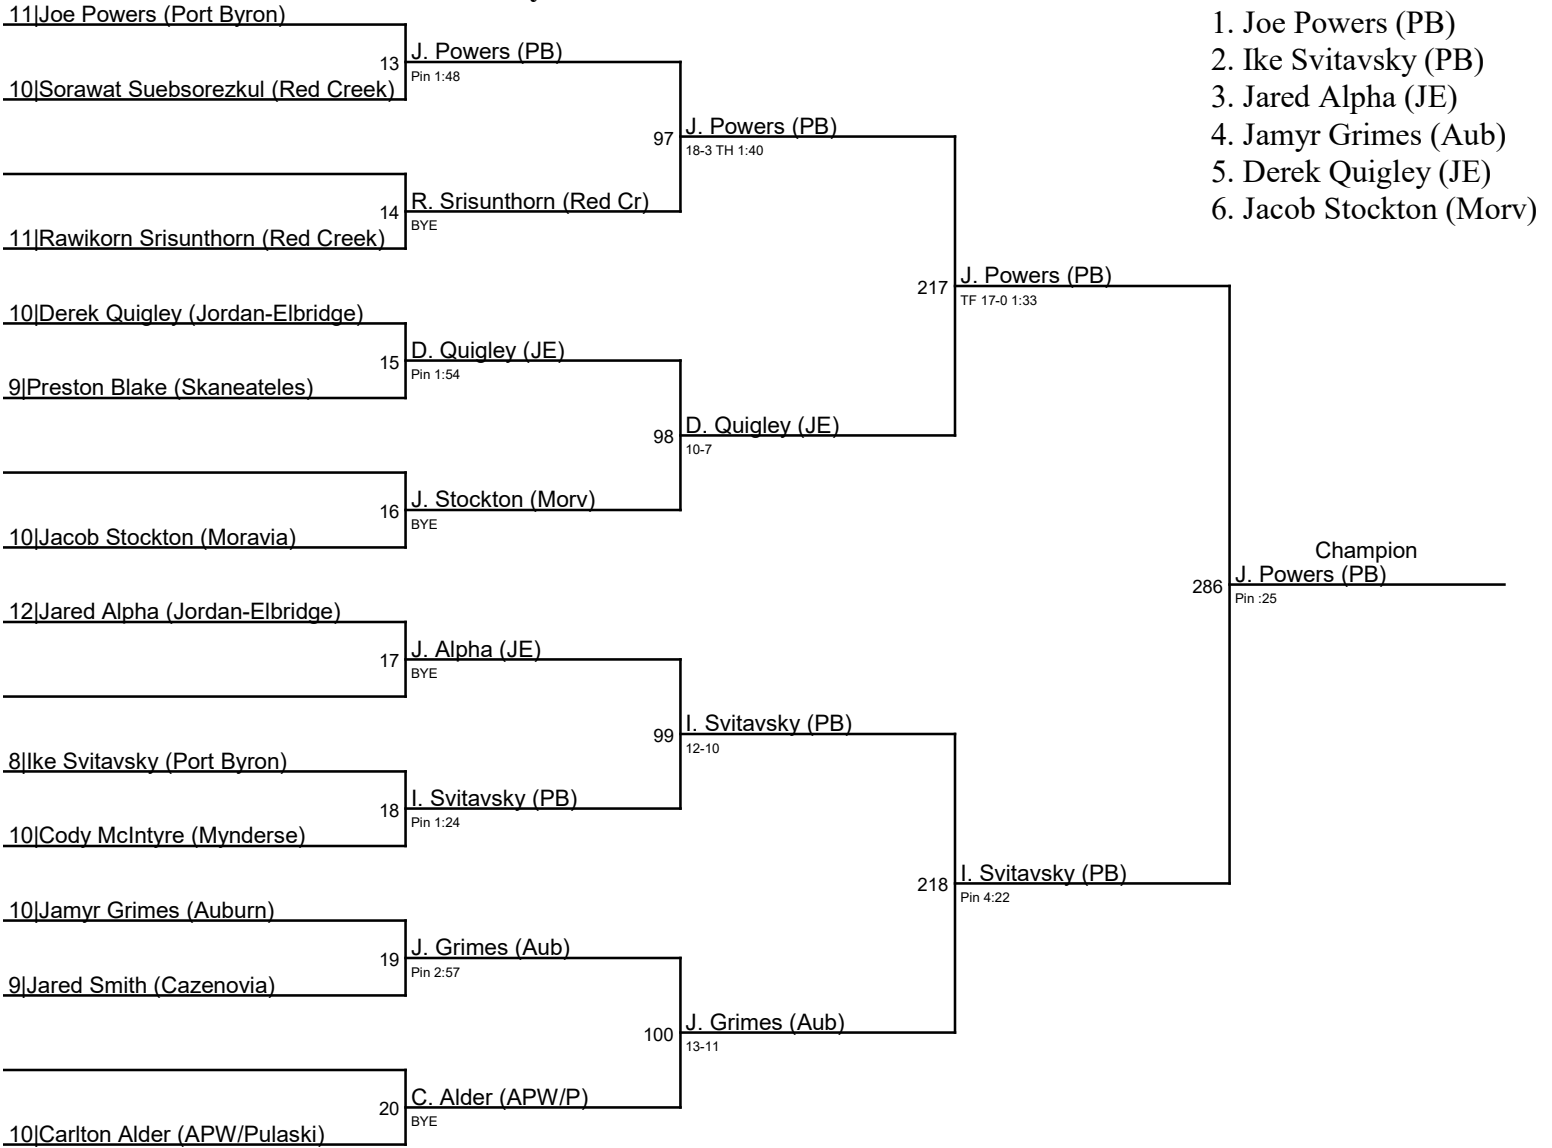 11|Joe Powers (Port Byron)
13
J. Powers (PB)
Pin 1:48
10|Sorawat Suebsorezkul (Red Creek)
97
J. Powers (PB)
18-3 TH 1:40
14
R. Srisunthorn (Red Cr)
BYE
11|Rawikorn Srisunthorn (Red Creek)
217
J. Powers (PB)
TF 17-0 1:33
10|Derek Quigley (Jordan-Elbridge)
15
D. Quigley (JE)
Pin 1:54
9|Preston Blake (Skaneateles)
98
D. Quigley (JE)
10-7
16
J. Stockton (Morv)
BYE
10|Jacob Stockton (Moravia)
Champion
286
J. Powers (PB)
Pin :25
12|Jared Alpha (Jordan-Elbridge)
17
J. Alpha (JE)
BYE
99
I. Svitavsky (PB)
12-10
8|Ike Svitavsky (Port Byron)
18
I. Svitavsky (PB)
Pin 1:24
10|Cody McIntyre (Mynderse)
218
I. Svitavsky (PB)
Pin 4:22
10|Jamyr Grimes (Auburn)
19
J. Grimes (Aub)
Pin 2:57
9|Jared Smith (Cazenovia)
100
J. Grimes (Aub)
13-11
20
C. Alder (APW/P)
BYE
10|Carlton Alder (APW/Pulaski)
1. Joe Powers (PB)
2. Ike Svitavsky (PB)
3. Jared Alpha (JE)
4. Jamyr Grimes (Aub)
5. Derek Quigley (JE)
6. Jacob Stockton (Morv)